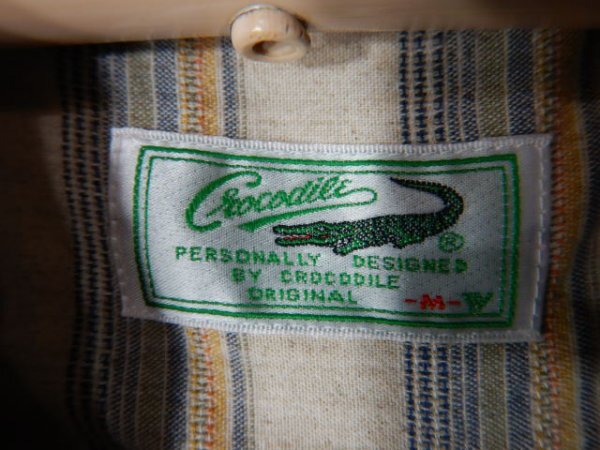 Crocodile
®
PERSONALLY DESIGNED
BY CROCODILE
ORIGINAL -M-